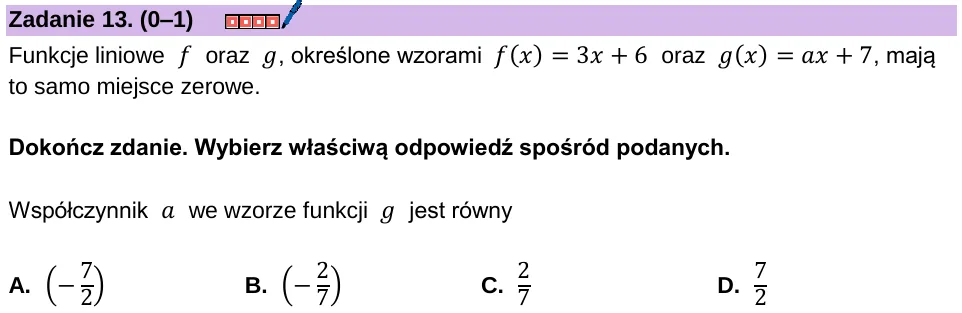 Zadanie 13. (0–1)
Funkcje liniowe f oraz g, określone wzorami f(x) = 3x + 6 oraz g(x) = ax + 7, mają
to samo miejsce zerowe.
Dokończ zdanie. Wybierz właściwą odpowiedź spośród podanych.
Współczynnik a we wzorze funkcji g jest równy
A. (−7/2) B. (−2/7) C. 2/7 D. 7/2